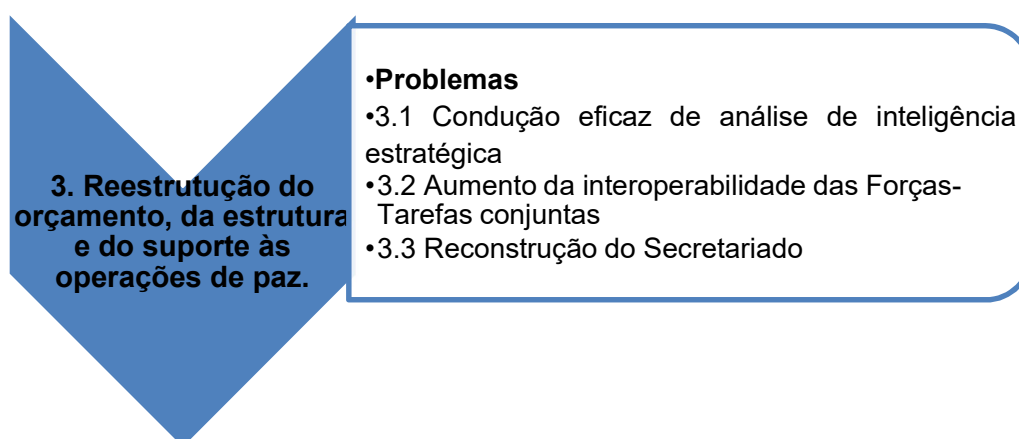 3. Reestrutução do
orçamento, da estrutura
e do suporte às
operações de paz.
•Problemas
•3.1 Condução eficaz de análise de inteligência
estratégica
•3.2 Aumento da interoperabilidade das Forças-
Tarefas conjuntas
•3.3 Reconstrução do Secretariado